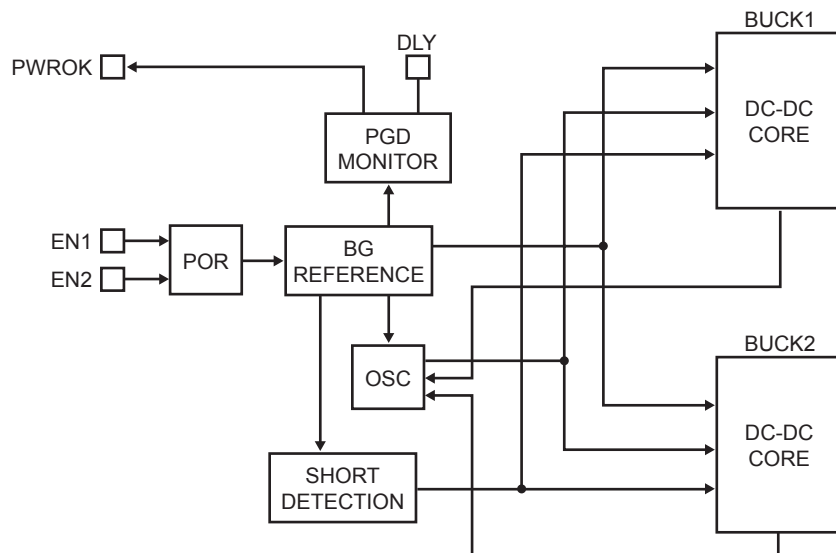 BUCK1
DLY
PWROK
DC-DC
CORE
PGD
MONITOR
EN1
EN2
POR
BG
REFERENCE
BUCK2
OSC
DC-DC
CORE
SHORT
DETECTION